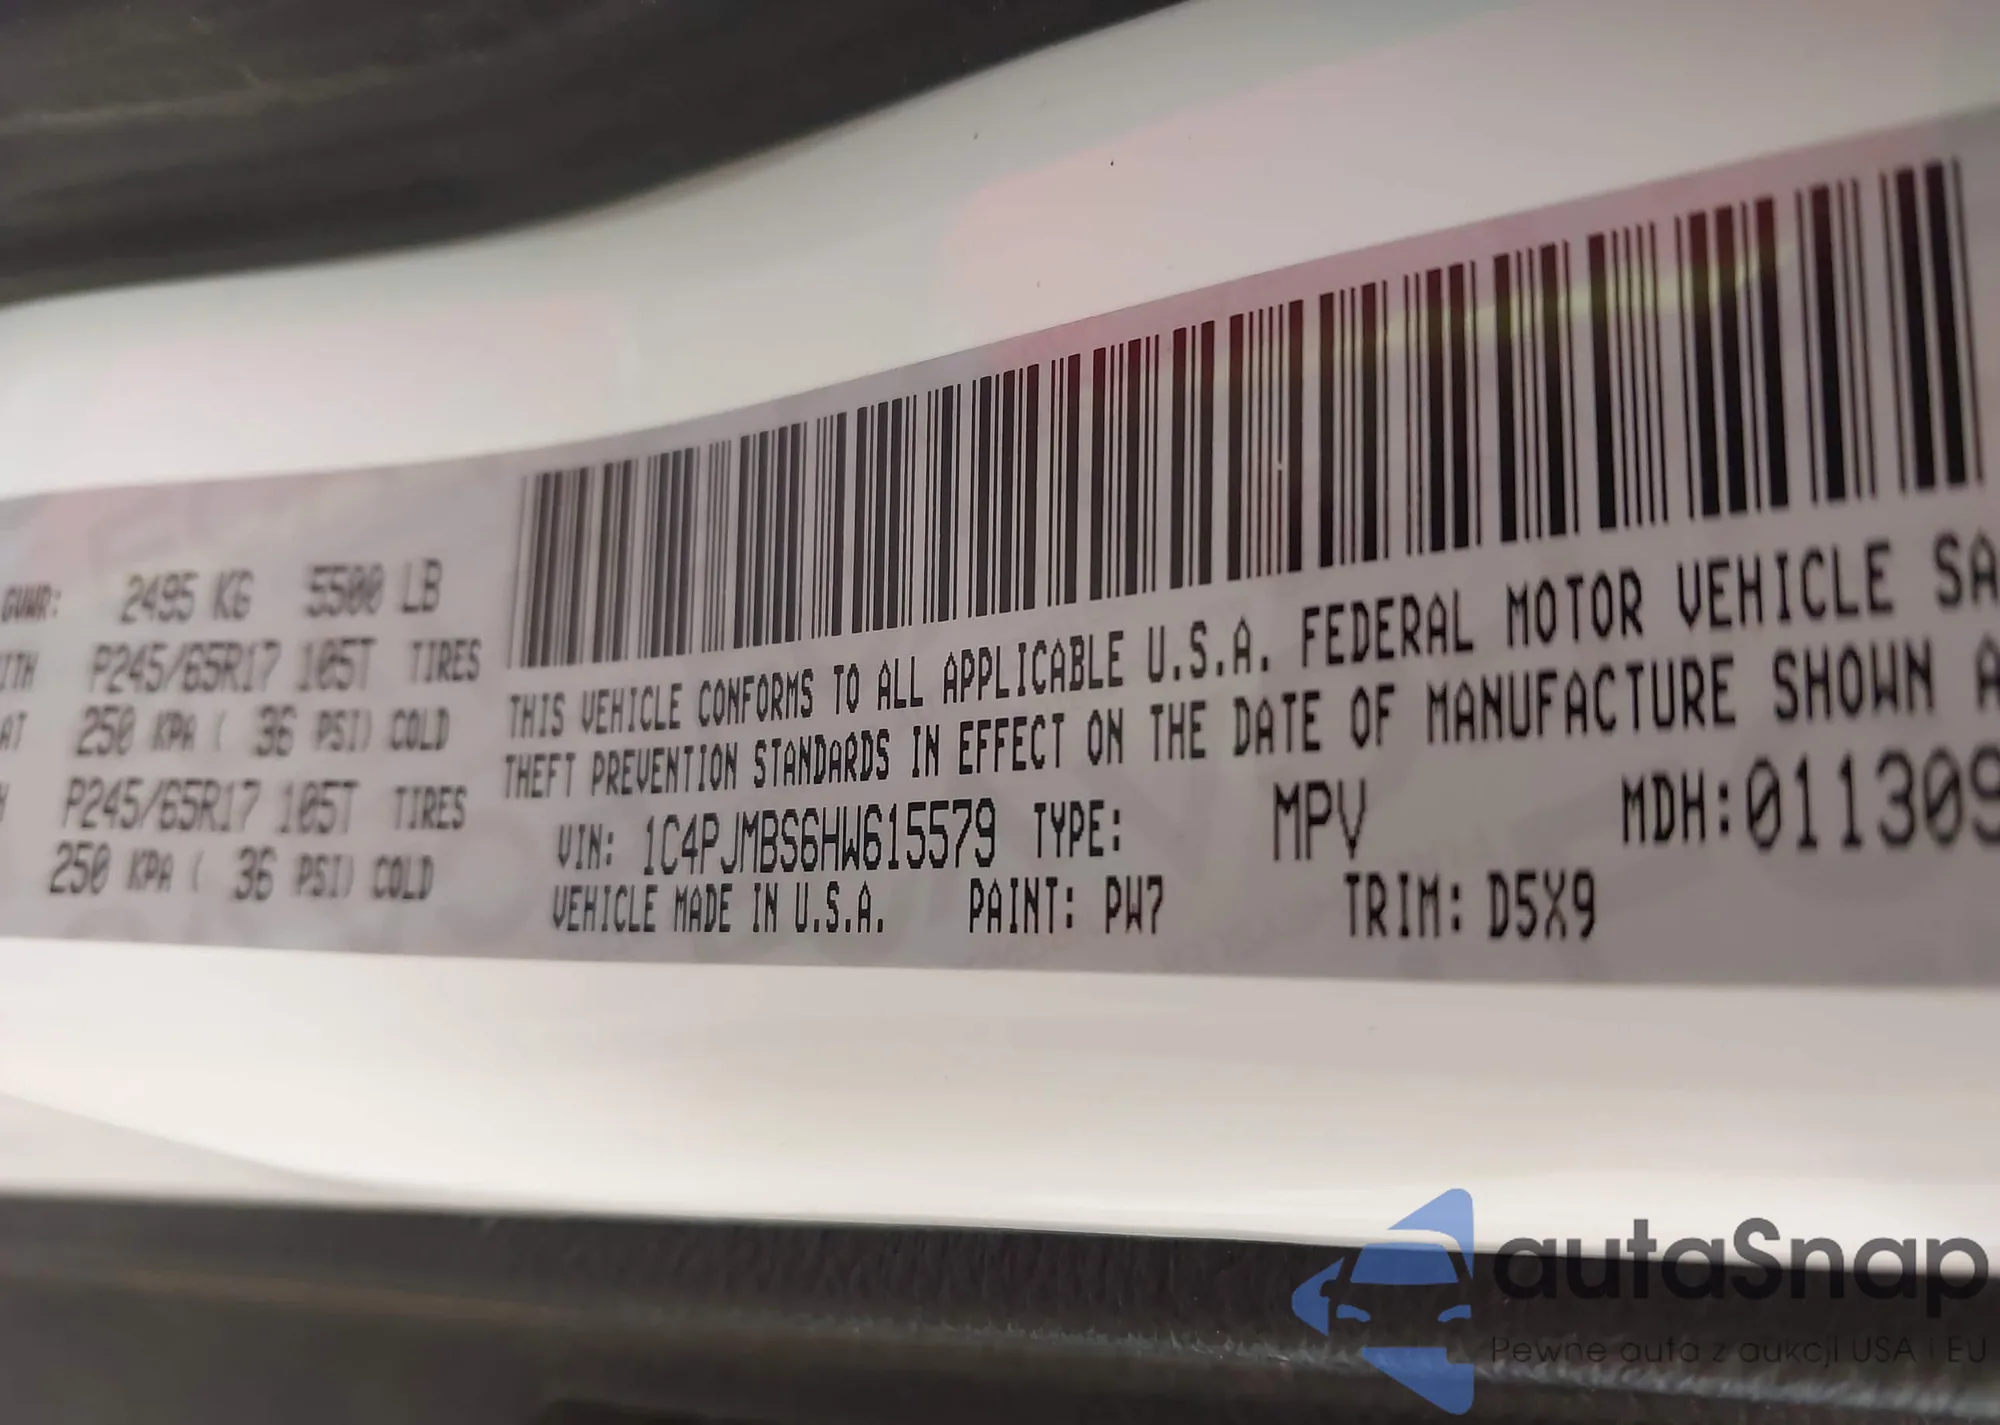 GVWR: 2495 KG 5500 LB
P245/65R17 105T TIRES
250 KPA ( 36 PSI) COLD
P245/65R17 105T TIRES
250 KPA ( 36 PSI) COLD
THIS VEHICLE CONFORMS TO ALL APPLICABLE U.S.A. FEDERAL MOTOR VEHICLE SA
THEFT PREVENTION STANDARDS IN EFFECT ON THE DATE OF MANUFACTURE SHOWN A
VIN: 1C4PJMBS6HW615579 TYPE: MPV MDH:011309
VEHICLE MADE IN U.S.A. PAINT: PW7 TRIM: D5X9
autaSnap
Pewne auta z aukcji USA i EU